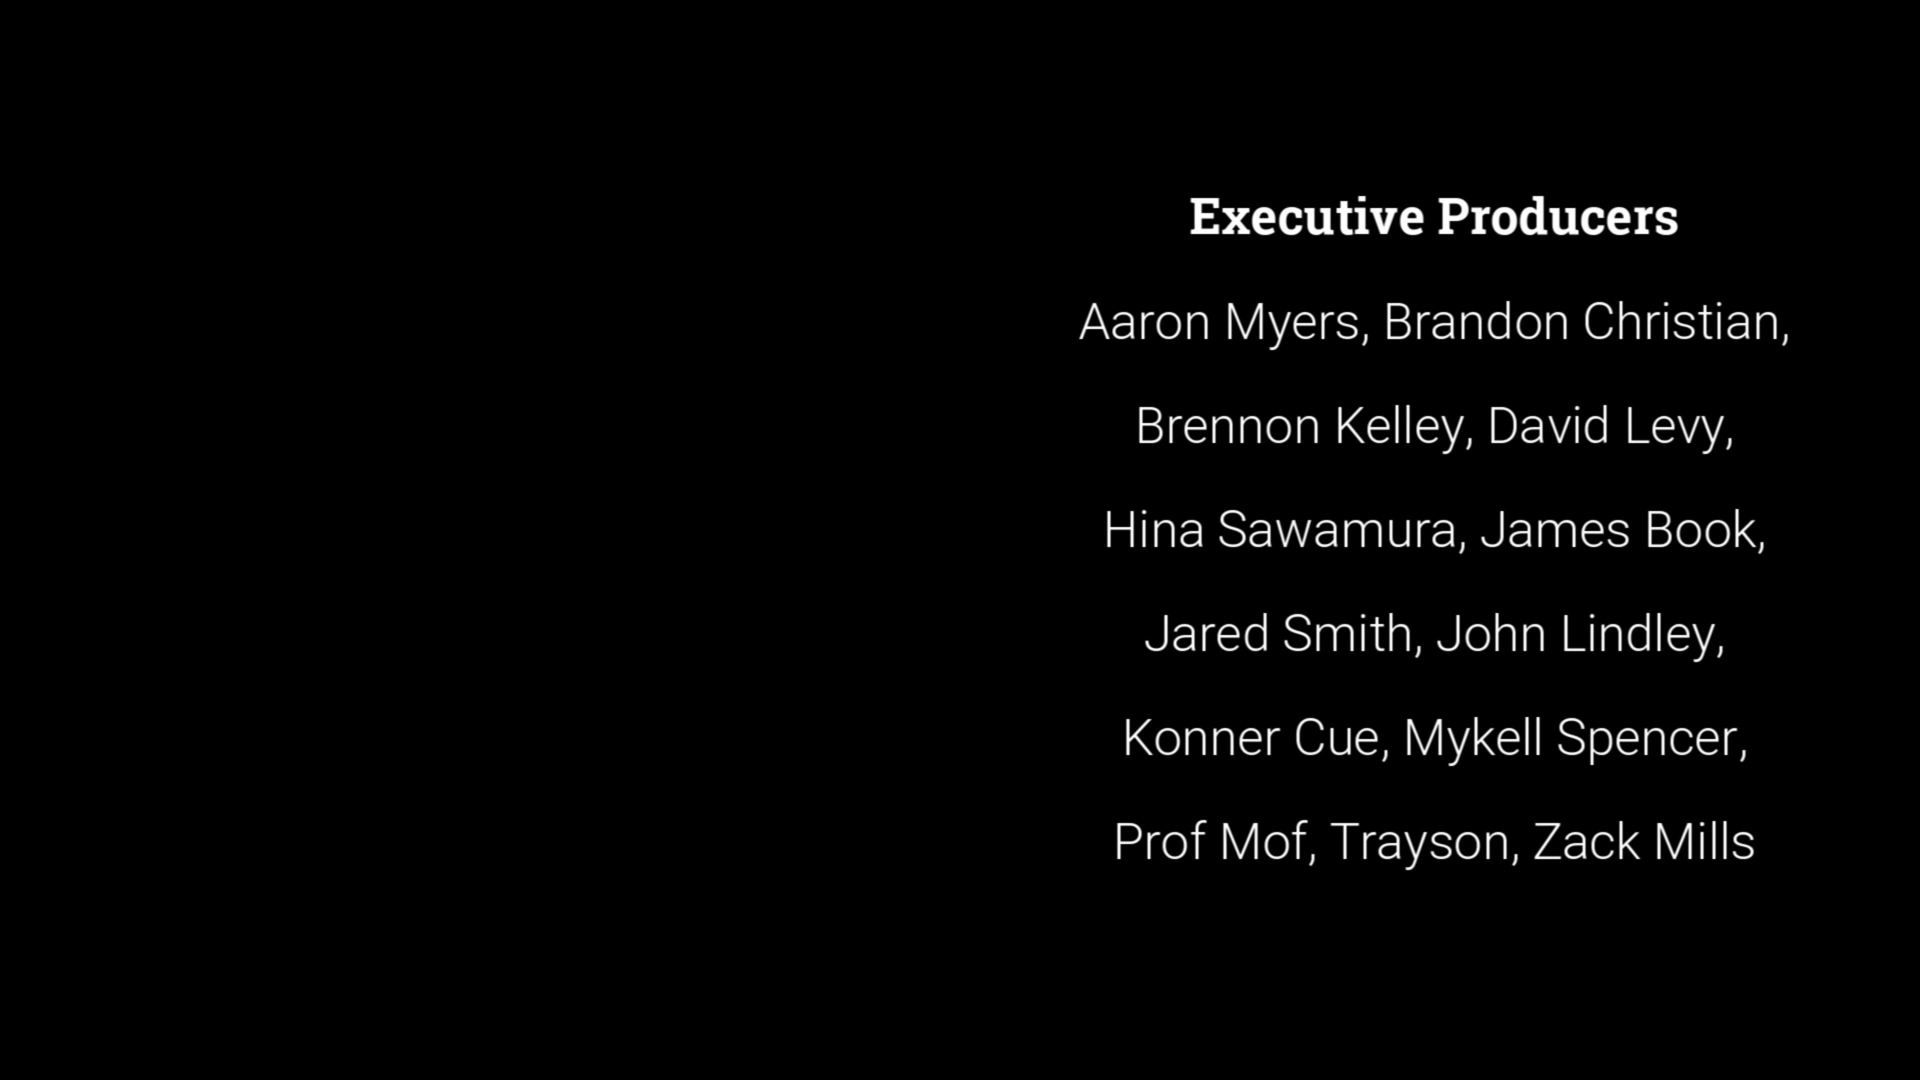 Executive Producers
Aaron Myers, Brandon Christian,
Brennon Kelley, David Levy,
Hina Sawamura, James Book,
Jared Smith, John Lindley,
Konner Cue, Mykell Spencer,
Prof Mof, Trayson, Zack Mills